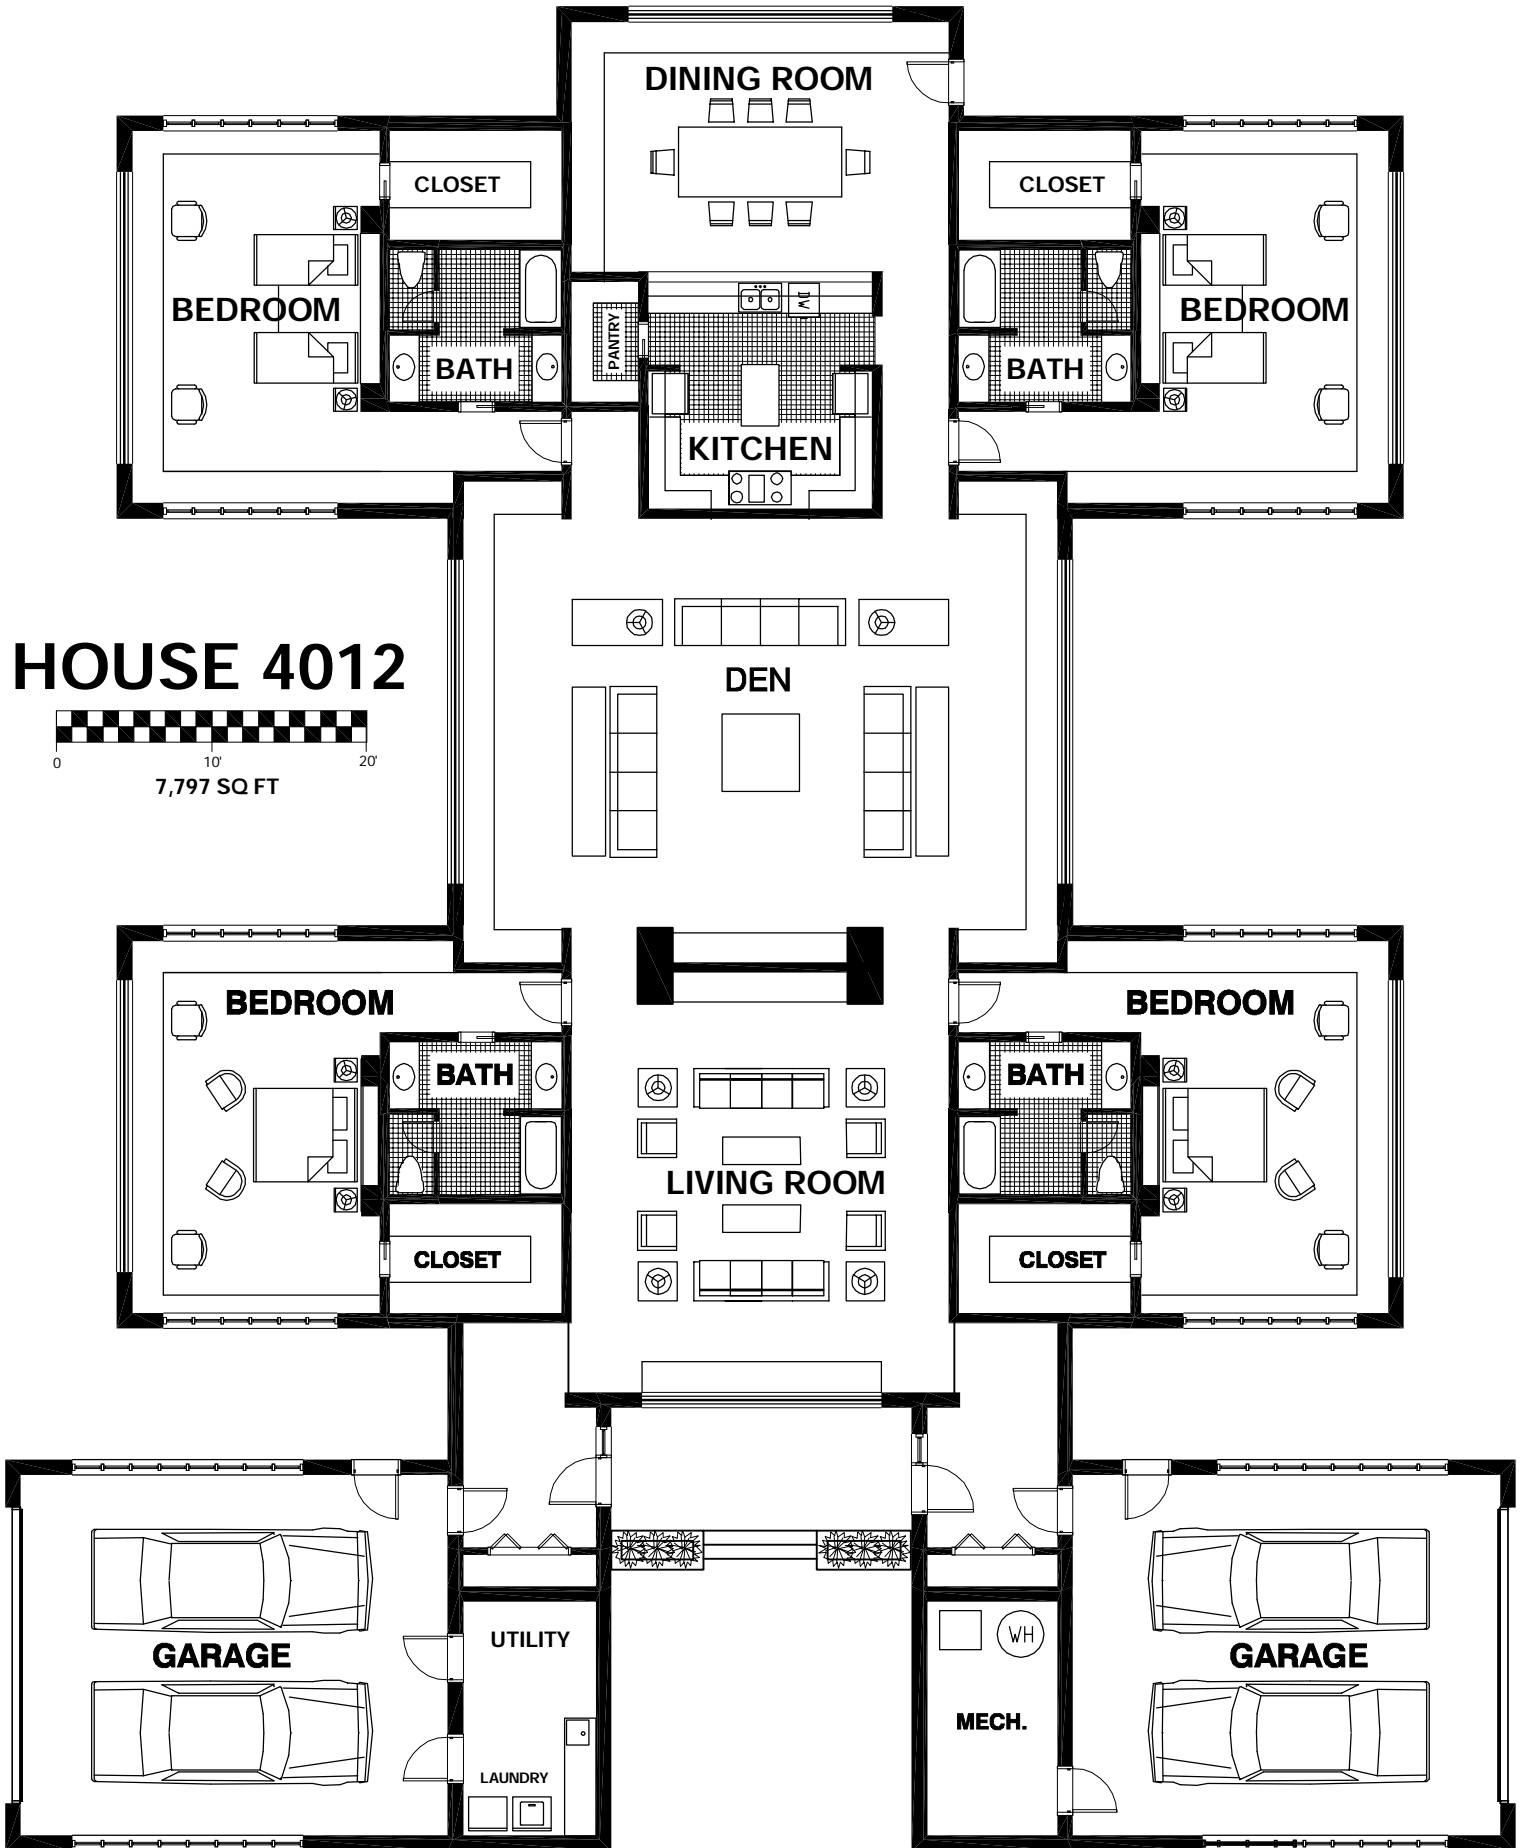 DINING ROOM
CLOSET
CLOSET
BEDROOM
BEDROOM
DW
PANTRY
BATH
BATH
KITCHEN
HOUSE 4012
DEN
0
10'
20'
7,797 SQ FT
BEDROOM
BEDROOM
BATH
BATH
LIVING ROOM
CLOSET
CLOSET
UTILITY
WH
GARAGE
GARAGE
MECH.
LAUNDRY